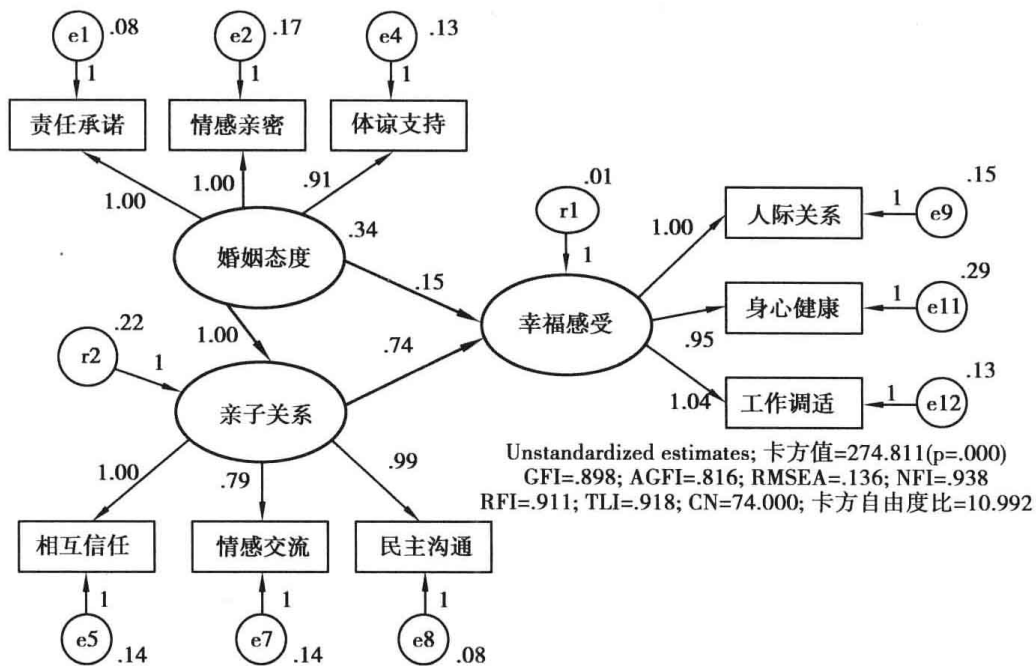 e1 .08
e2 .17
e4 .13
1 1 1
责任承诺 情感亲密 体谅支持
1.00 1.00 .91
婚姻态度 .34
r1 .01
1
.15
1.00
.74
幸福感受
1.00
人际关系 1 e9 .15
身心健康 1 e11 .29
.95
1.04 工作调适 1 e12 .13
r2 .22
1
亲子关系
1.00 .79 .99
相互信任 情感交流 民主沟通
1 1 1
e5 .14
e7 .14
e8 .08
Unstandardized estimates; 卡方值=274.811(p=.000)
GFI=.898; AGFI=.816; RMSEA=.136; NFI=.938
RFI=.911; TLI=.918; CN=74.000; 卡方自由度比=10.992